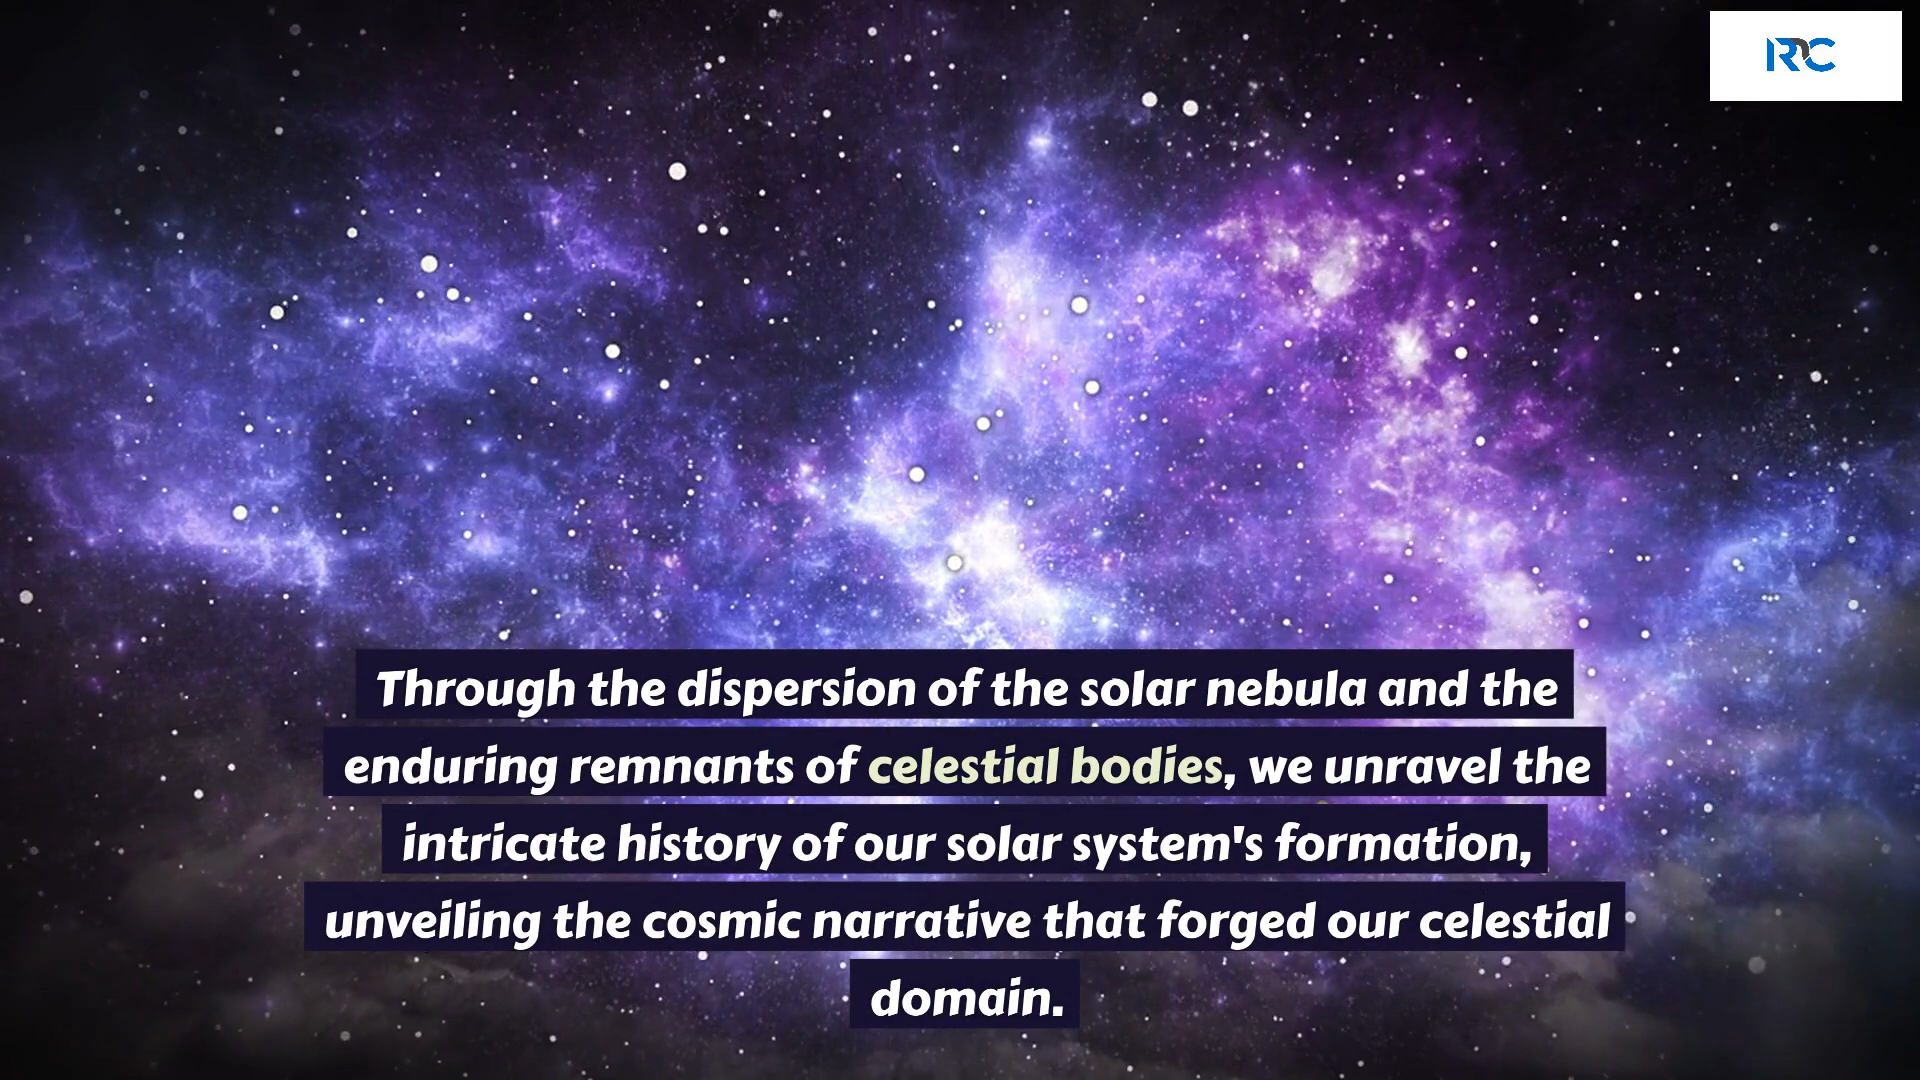 IRC
Through the dispersion of the solar nebula and the
enduring remnants of celestial bodies, we unravel the
intricate history of our solar system's formation,
unveiling the cosmic narrative that forged our celestial
domain.